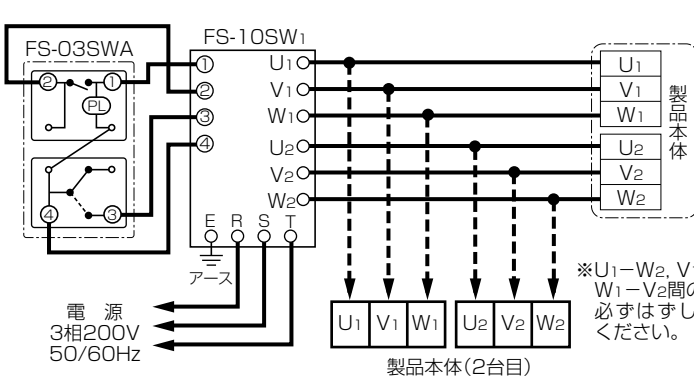 FS-03SWA
FS-10SW1
② ①
PL
④ ③
①
②
③
④
U1
V1
W1
U2
V2
W2
E R S T
アース
電源
3相200V
50/60Hz
U1
V1
W1
U2
V2
W2
製品本体
※U1−W2, V
W1−V2間の
必ずはずし
ください。
U1 V1 W1 U2 V2 W2
製品本体(2台目)